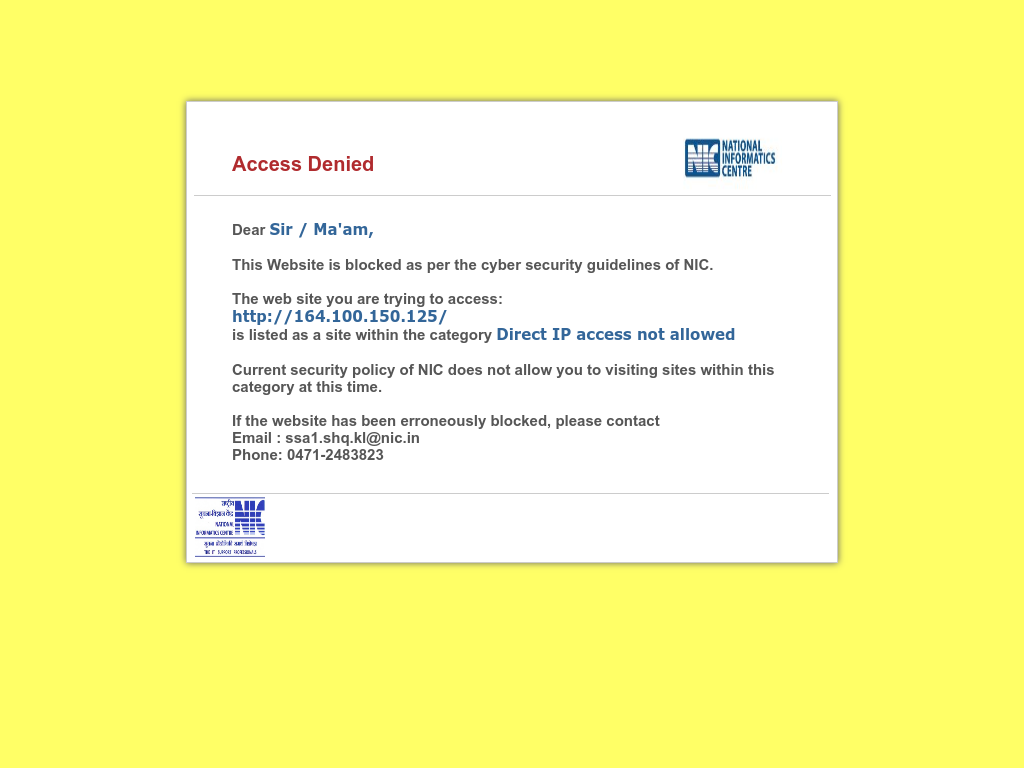 Access Denied
NIC NATIONAL
INFORMATICS
CENTRE
Dear Sir / Ma'am,
This Website is blocked as per the cyber security guidelines of NIC.
The web site you are trying to access:
http://164.100.150.125/
is listed as a site within the category Direct IP access not allowed
Current security policy of NIC does not allow you to visiting sites within this
category at this time.
If the website has been erroneously blocked, please contact
Email : ssa1.shq.kl@nic.in
Phone: 0471-2483823
राष्ट्रीय
सूचना-विज्ञान केन्द्र
NATIONAL
INFORMATICS CENTRE